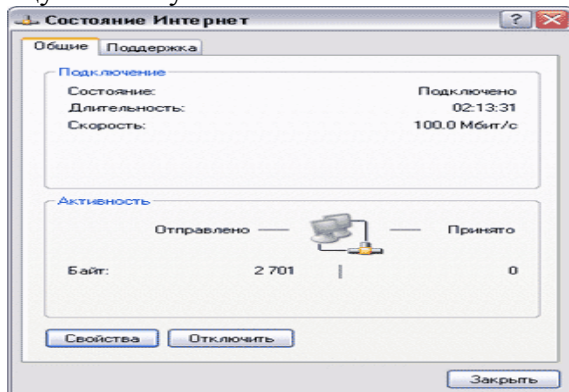 Состояние Интернет
Общие Поддержка
Подключение
Состояние: Подключено
Длительность: 02:13:31
Скорость: 100.0 Мбит/с
Активность
Отправлено — — Принято
Байт: 2 701 | 0
Свойства Отключить
Закрыть